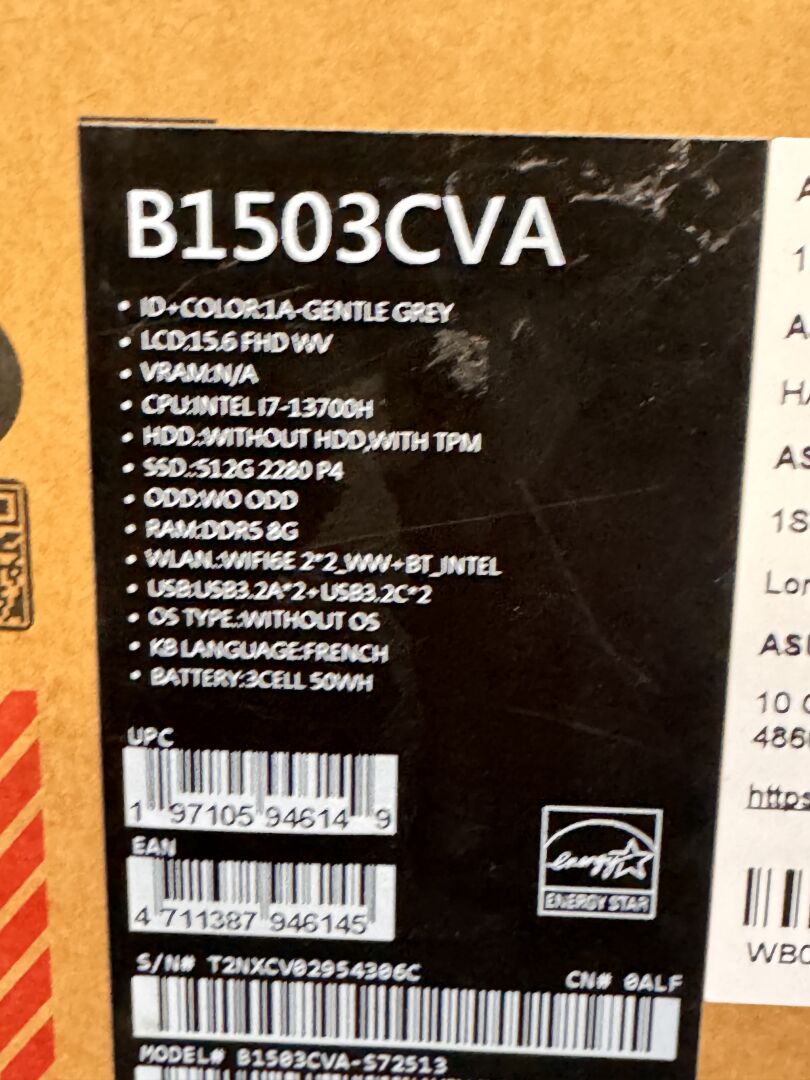 B1503CVA
• ID+COLOR:1A-GENTLE GREY
• LCD:15.6 FHD WV
• VRAM:N/A
• CPU:INTEL I7-13700H
• HDD.:WITHOUT HDD,WITH TPM
• SSD.:512G 2280 P4
• ODD:WO ODD
• RAM:DDR5 8G
• WLAN.:WIFI6E 2*2_WW+BT_INTEL
• USB:USB3.2A*2+USB3.2C*2
• OS TYPE.:WITHOUT OS
• KB LANGUAGE:FRENCH
• BATTERY:3CELL 50WH
UPC
1 97105 94614 9
EAN
4 711387 946145
energy
ENERGY STAR
S/N# T2NXCV02954306C
CN# 0ALF
MODEL# B1503CVA-S72513
10
https